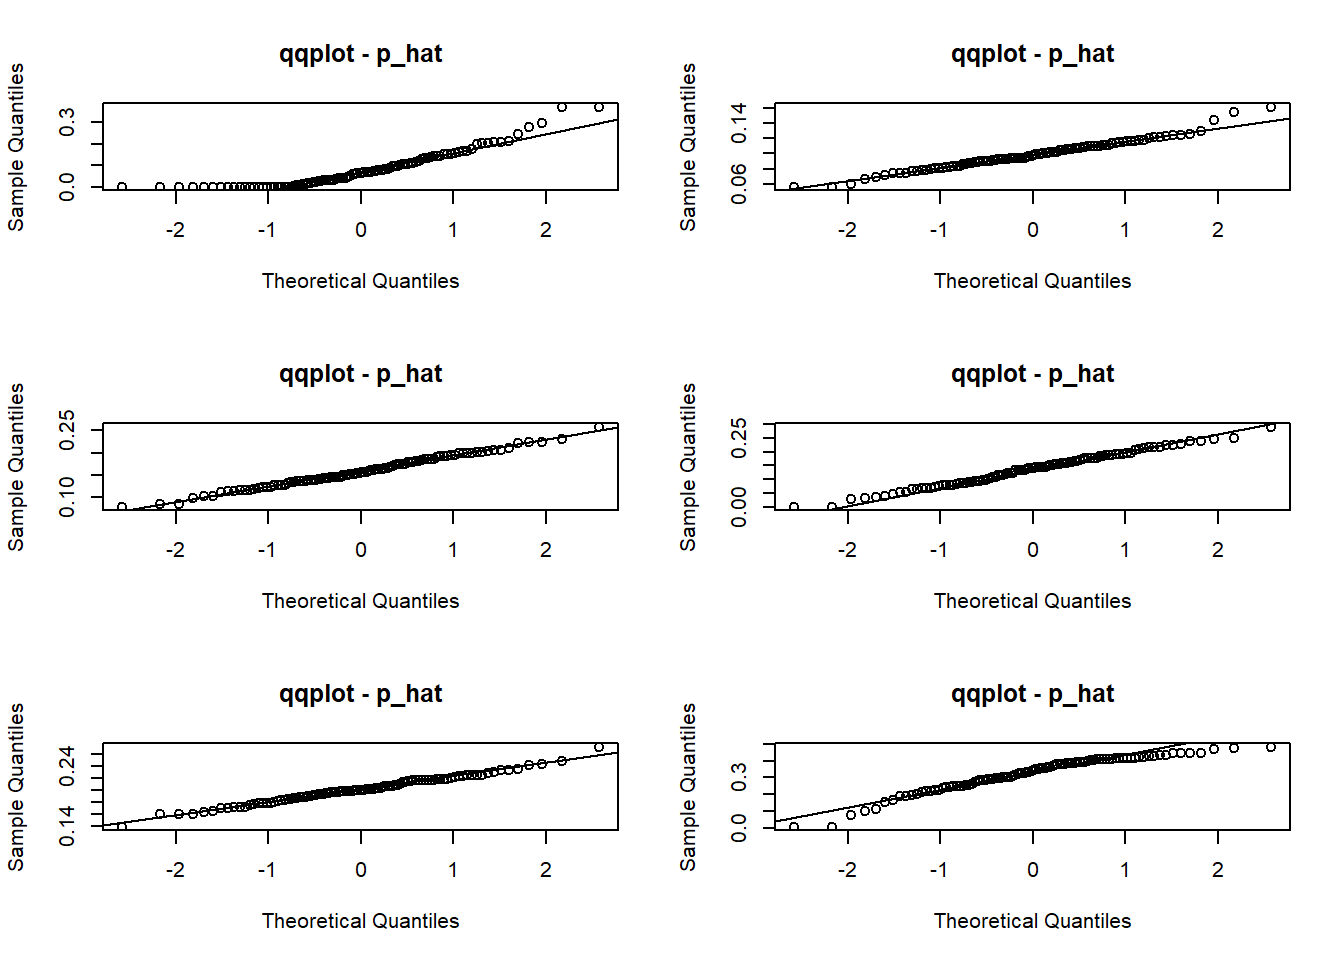 qqplot - p_hat
Sample Quantiles
0.0 0.3
-2 -1 0 1 2
Theoretical Quantiles
qqplot - p_hat
Sample Quantiles
0.06 0.14
-2 -1 0 1 2
Theoretical Quantiles
qqplot - p_hat
Sample Quantiles
0.10 0.25
-2 -1 0 1 2
Theoretical Quantiles
qqplot - p_hat
Sample Quantiles
0.00 0.25
-2 -1 0 1 2
Theoretical Quantiles
qqplot - p_hat
Sample Quantiles
0.14 0.24
-2 -1 0 1 2
Theoretical Quantiles
qqplot - p_hat
Sample Quantiles
0.0 0.3
-2 -1 0 1 2
Theoretical Quantiles